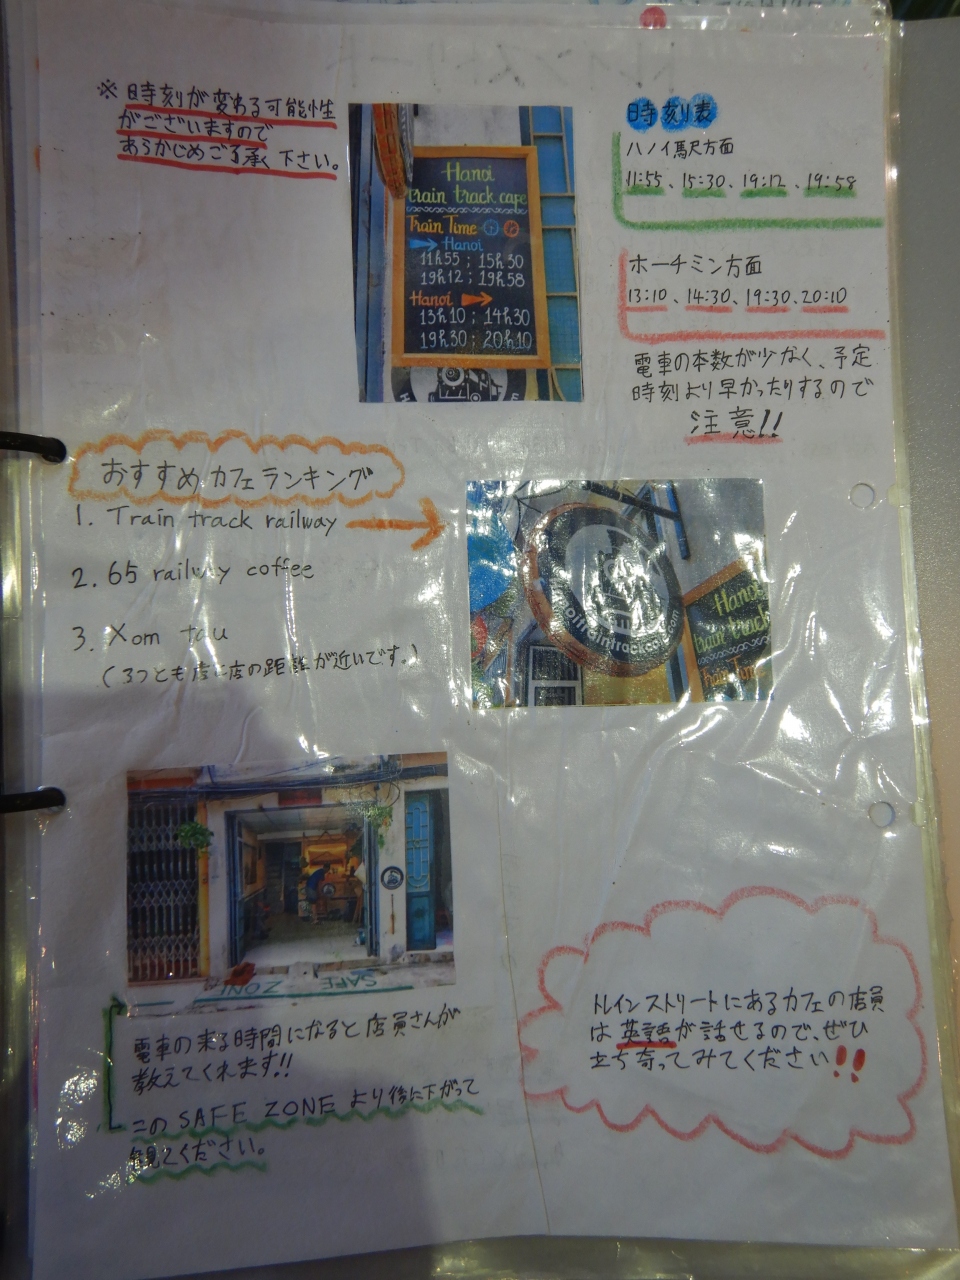 ※ 時刻が変わる可能性
がございますので
あらかじめご了承下さい。
Hanoi
train track cafe
Train Time
Hanoi
11h55 ; 15h30
19h12 ; 19h58
Hanoi
13h10 ; 14h30
19h30 ; 20h10
時刻表
ハノイ駅方面
11:55、15:30、19:12、19:58
ホーチミン方面
13:10、14:30、19:30、20:10
電車の本数が少なく、予定
時刻より早かったりするので
注意!!
おすすめカフェランキング
1. Train track railway
2. 65 railway coffee
3. Xom tau
(3つとも店と店の距離が近いです。)
Hanoi
train track
Train Time
SAFE ZONE
電車の来る時間になると店員さんが
教えてくれます!!
このSAFE ZONEより後に下がって
観てください。
トレインストリートにあるカフェの店員
は英語が話せるので、ぜひ
立ち寄ってみてください!!